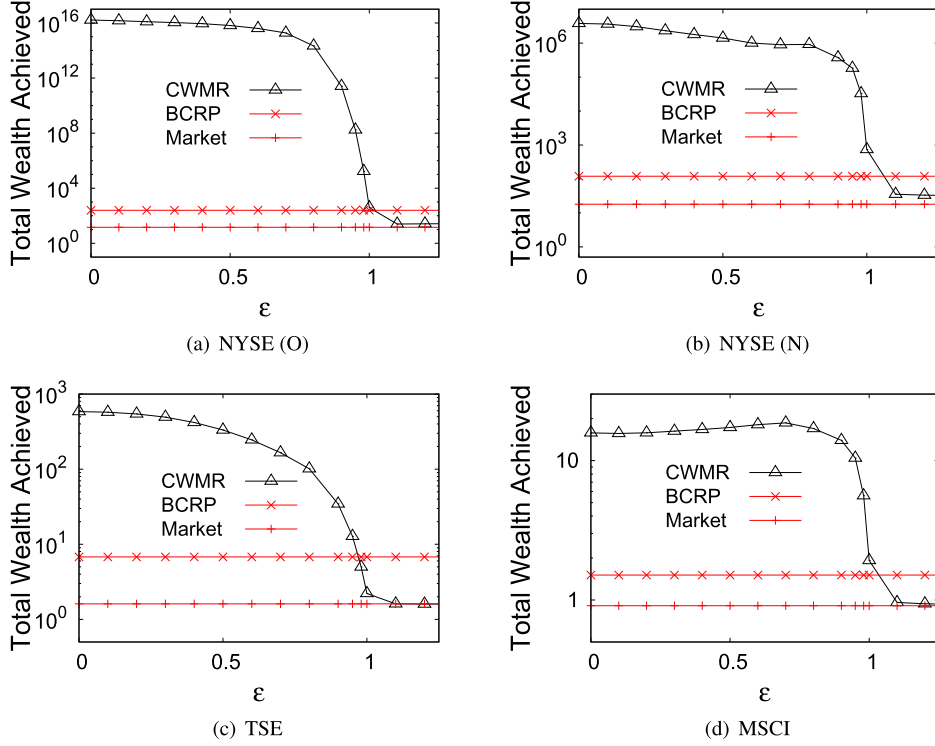 Total Wealth Achieved
10^16
10^12
10^8
10^4
10^0
CWMR
BCRP
Market
0
0.5
1
ε
(a) NYSE (O)
Total Wealth Achieved
10^6
10^3
10^0
CWMR
BCRP
Market
0
0.5
1
ε
(b) NYSE (N)
Total Wealth Achieved
10^3
10^2
10^1
10^0
CWMR
BCRP
Market
0
0.5
1
ε
(c) TSE
Total Wealth Achieved
10
1
CWMR
BCRP
Market
0
0.5
1
ε
(d) MSCI